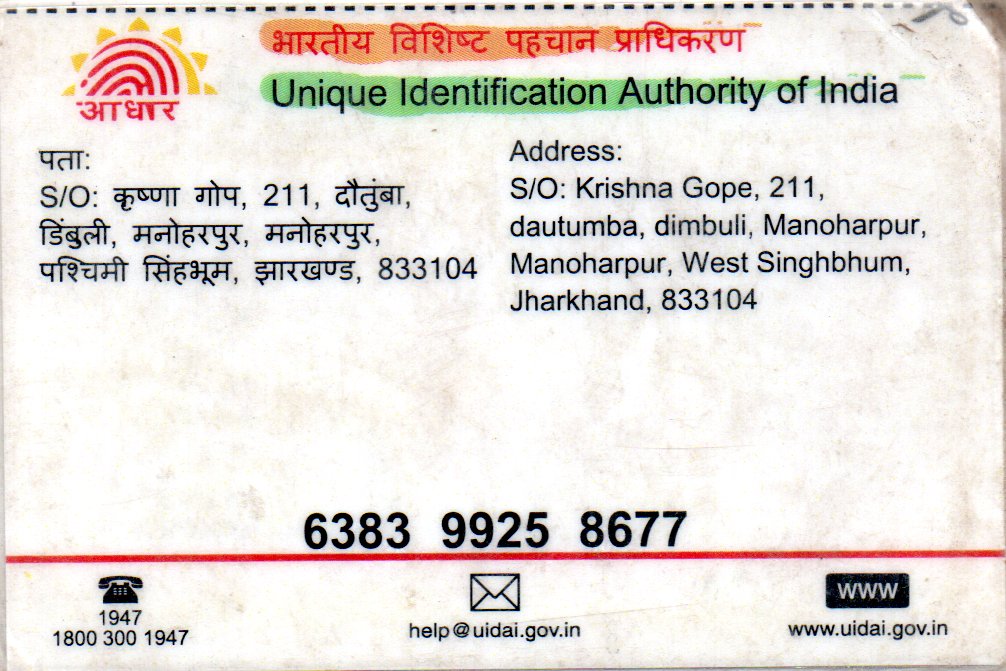 भारतीय विशिष्ट पहचान प्राधिकरण
Unique Identification Authority of India
आधार
पता:
S/O: कृष्णा गोप, 211, दौतुंबा,
डिंबुली, मनोहरपुर, मनोहरपुर,
पश्चिमी सिंहभूम, झारखण्ड, 833104
Address:
S/O: Krishna Gope, 211,
dautumba, dimbuli, Manoharpur,
Manoharpur, West Singhbhum,
Jharkhand, 833104
6383 9925 8677
1947
1800 300 1947
help@uidai.gov.in
www
www.uidai.gov.in